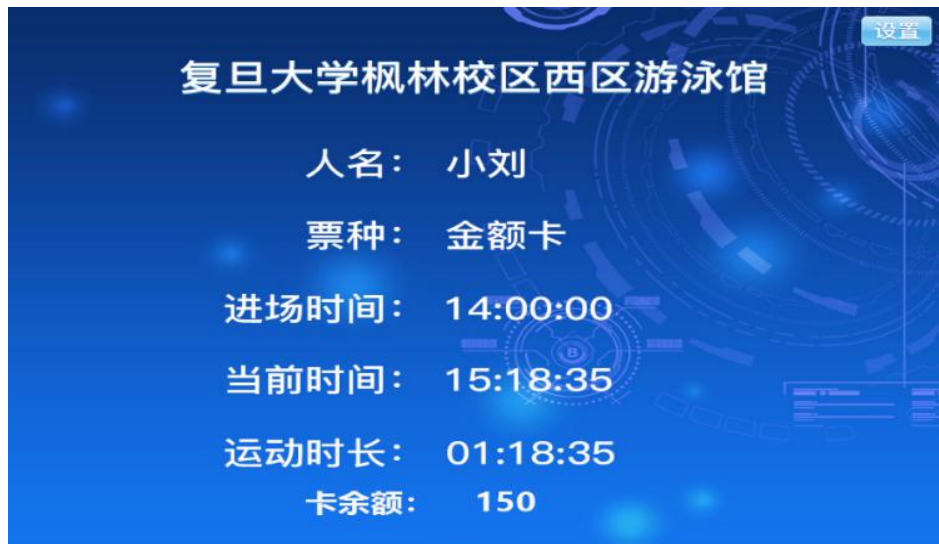 设置
复旦大学枫林校区西区游泳馆
人名： 小刘
票种： 金额卡
进场时间： 14:00:00
当前时间： 15:18:35
运动时长： 01:18:35
卡余额： 150
B